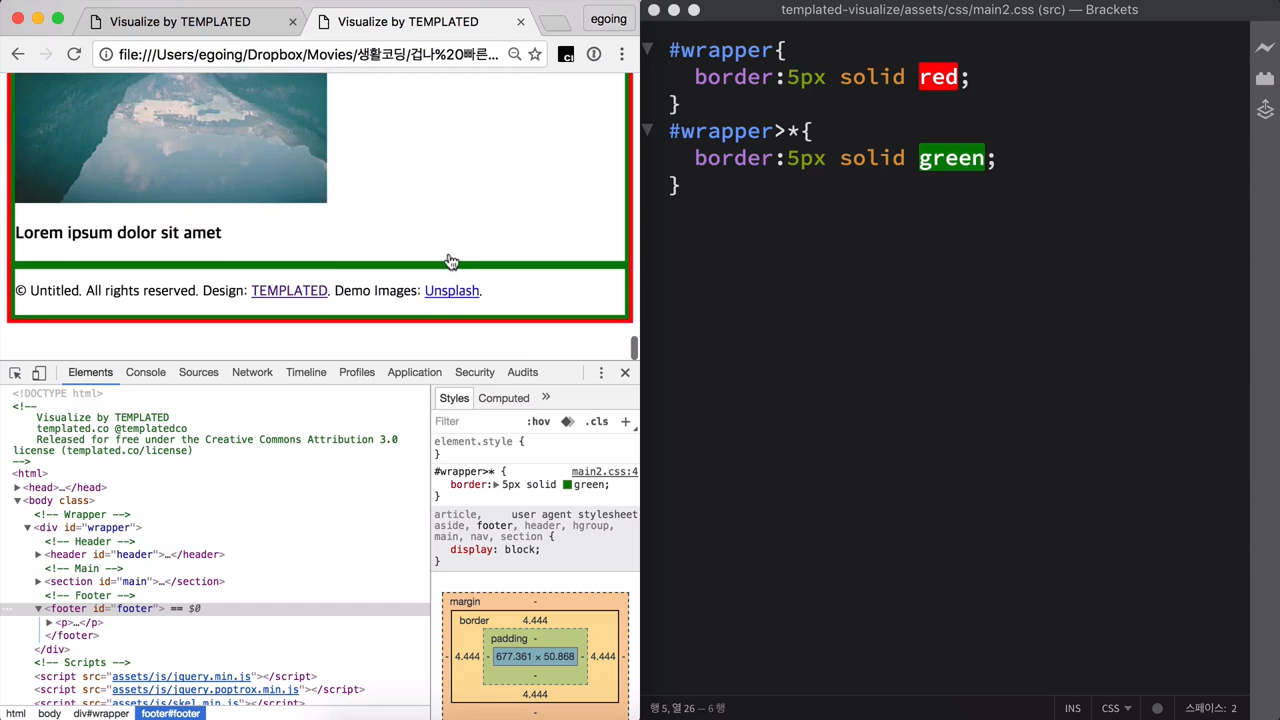 Visualize by TEMPLATED
Visualize by TEMPLATED
egoing
file:///Users/egoing/Dropbox/Movies/생활코딩/겁나%20빠른...
Lorem ipsum dolor sit amet
© Untitled. All rights reserved. Design: TEMPLATED. Demo Images: Unsplash.
Elements Console Sources Network Timeline Profiles Application Security Audits
<!DOCTYPE html>
<!--
Visualize by TEMPLATED
templated.co @templatedco
Released for free under the Creative Commons Attribution 3.0
license (templated.co/license)
-->
<html>
<head>…</head>
<body class>
<!-- Wrapper -->
<div id="wrapper">
<!-- Header -->
<header id="header">…</header>
<!-- Main -->
<section id="main">…</section>
<!-- Footer -->
<footer id="footer"> == $0
<p>…</p>
</footer>
</div>
<!-- Scripts -->
<script src="assets/js/jquery.min.js"></script>
<script src="assets/js/jquery.poptrox.min.js"></script>
<script src="assets/js/skel.min.js"></script>
html body div#wrapper footer#footer
Styles Computed »
Filter :hov .cls +
element.style {
}
#wrapper>* { main2.css:4
border: 5px solid green;
}
article, user agent stylesheet
aside, footer, header, hgroup,
main, nav, section {
display: block;
}
margin -
border 4.444
padding -
- 4.444 - 677.361 × 50.868 - 4.444 -
-
4.444
-
templated-visualize/assets/css/main2.css (src) — Brackets
#wrapper{
border:5px solid red;
}
#wrapper>*{
border:5px solid green;
}
행 5, 열 26 — 6 행
INS CSS 스페이스: 2